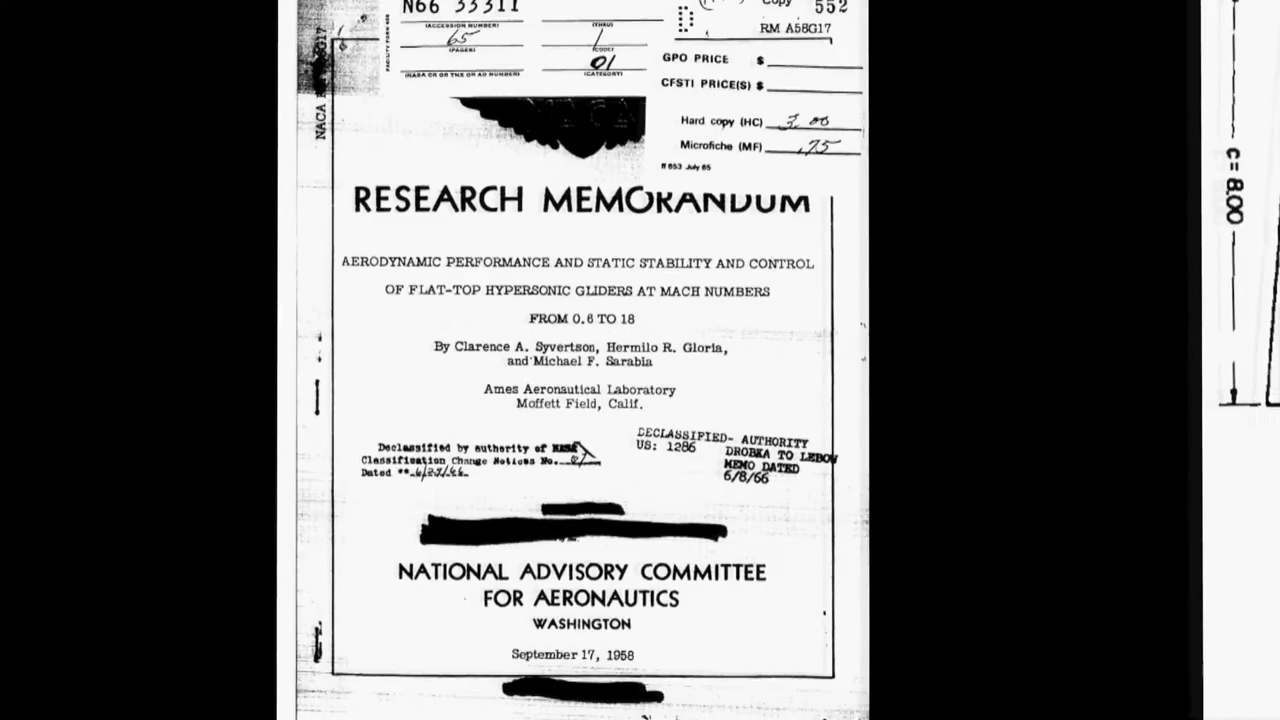 N66 33311
(ACCESSION NUMBER)
65
(PAGES)
(NASA CR OR TMX OR AD NUMBER)
(THRU)
1
(CODE)
01
(CATEGORY)
Copy 552
RM A58G17
GPO PRICE $
CFSTI PRICE(S) $
Hard copy (HC) 3.00
Microfiche (MF) .75
ff 653 July 65
NACA
RESEARCH MEMORANDUM
AERODYNAMIC PERFORMANCE AND STATIC STABILITY AND CONTROL
OF FLAT-TOP HYPERSONIC GLIDERS AT MACH NUMBERS
FROM 0.6 TO 18
By Clarence A. Syvertson, Hermilo R. Gloria,
and Michael F. Sarabia
Ames Aeronautical Laboratory
Moffett Field, Calif.
Declassified by authority of NASA
Classification Change Notices No.
Dated **
DECLASSIFIED- AUTHORITY
US: 1286
DROBKA TO LEBOW
MEMO DATED
6/8/66
NATIONAL ADVISORY COMMITTEE
FOR AERONAUTICS
WASHINGTON
September 17, 1958
C= 8.00